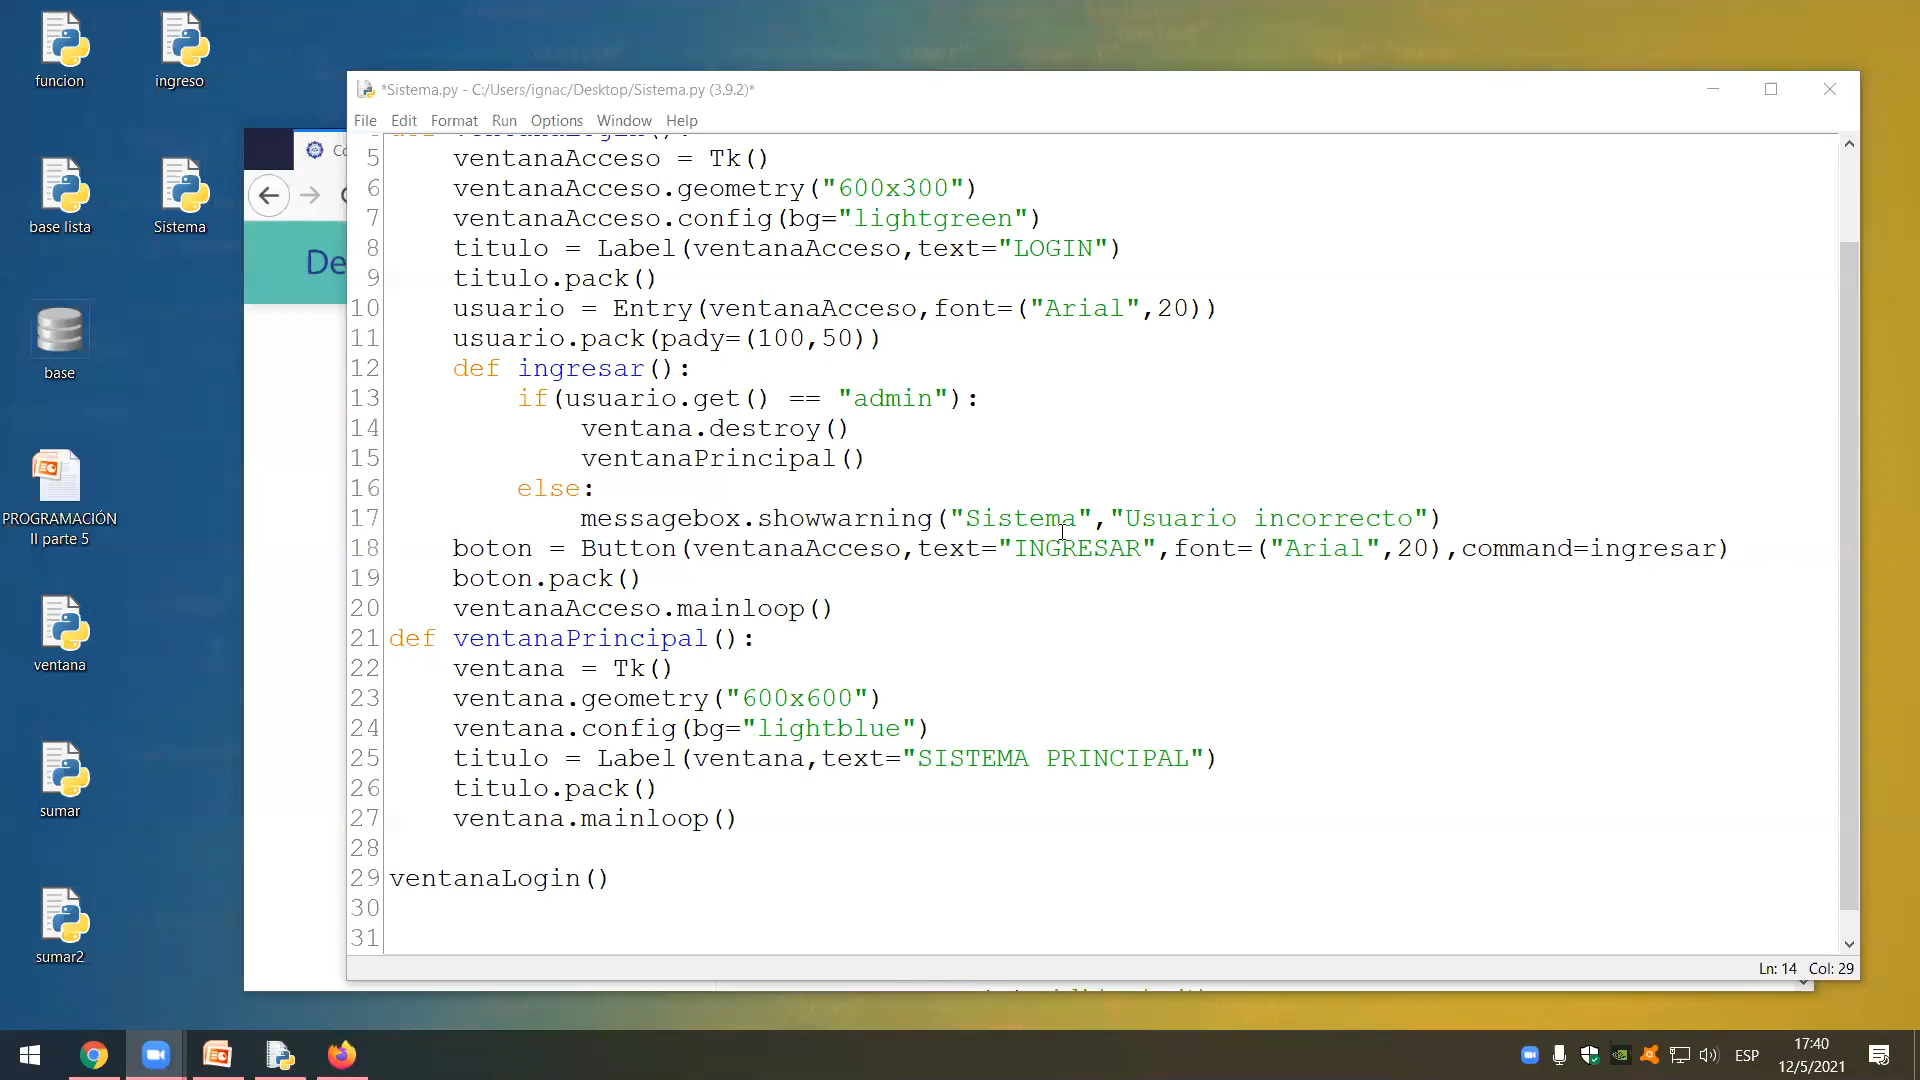 funcion
ingreso
base lista
Sistema
base
PROGRAMACIÓN
II parte 5
ventana
sumar
sumar2
De
*Sistema.py - C:/Users/ignac/Desktop/Sistema.py (3.9.2)*
File Edit Format Run Options Window Help
5 ventanaAcceso = Tk()
6 ventanaAcceso.geometry("600x300")
7 ventanaAcceso.config(bg="lightgreen")
8 titulo = Label(ventanaAcceso,text="LOGIN")
9 titulo.pack()
10 usuario = Entry(ventanaAcceso,font=("Arial",20))
11 usuario.pack(pady=(100,50))
12 def ingresar():
13 if(usuario.get() == "admin"):
14 ventana.destroy()
15 ventanaPrincipal()
16 else:
17 messagebox.showwarning("Sistema","Usuario incorrecto")
18 boton = Button(ventanaAcceso,text="INGRESAR",font=("Arial",20),command=ingresar)
19 boton.pack()
20 ventanaAcceso.mainloop()
21 def ventanaPrincipal():
22 ventana = Tk()
23 ventana.geometry("600x600")
24 ventana.config(bg="lightblue")
25 titulo = Label(ventana,text="SISTEMA PRINCIPAL")
26 titulo.pack()
27 ventana.mainloop()
28
29 ventanaLogin()
30
31
Ln: 14 Col: 29
ESP
17:40
12/5/2021